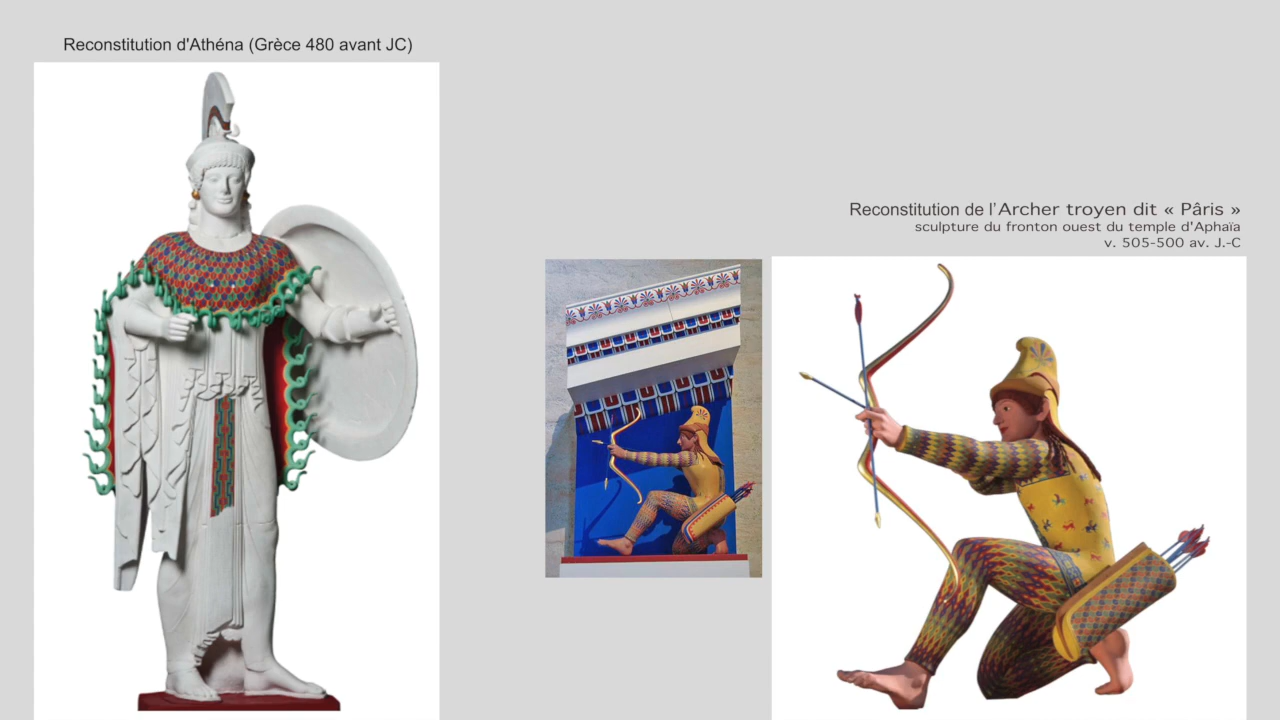 Reconstitution d'Athéna (Grèce 480 avant JC)
Reconstitution de l'Archer troyen dit « Pâris »
sculpture du fronton ouest du temple d'Aphaïa
v. 505-500 av. J.-C